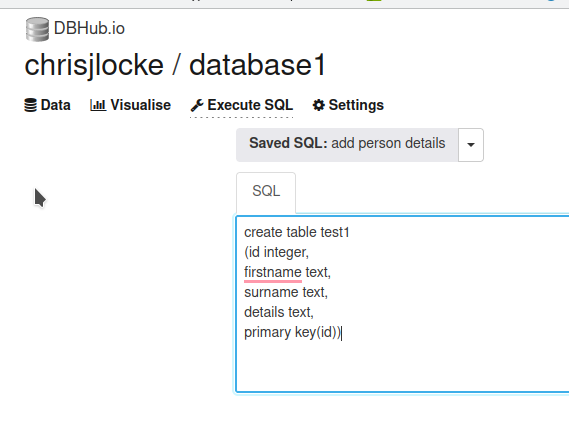 DBHub.io
chrisjlocke / database1
Data Visualise Execute SQL Settings
Saved SQL: add person details
SQL
create table test1
(id integer,
firstname text,
surname text,
details text,
primary key(id))